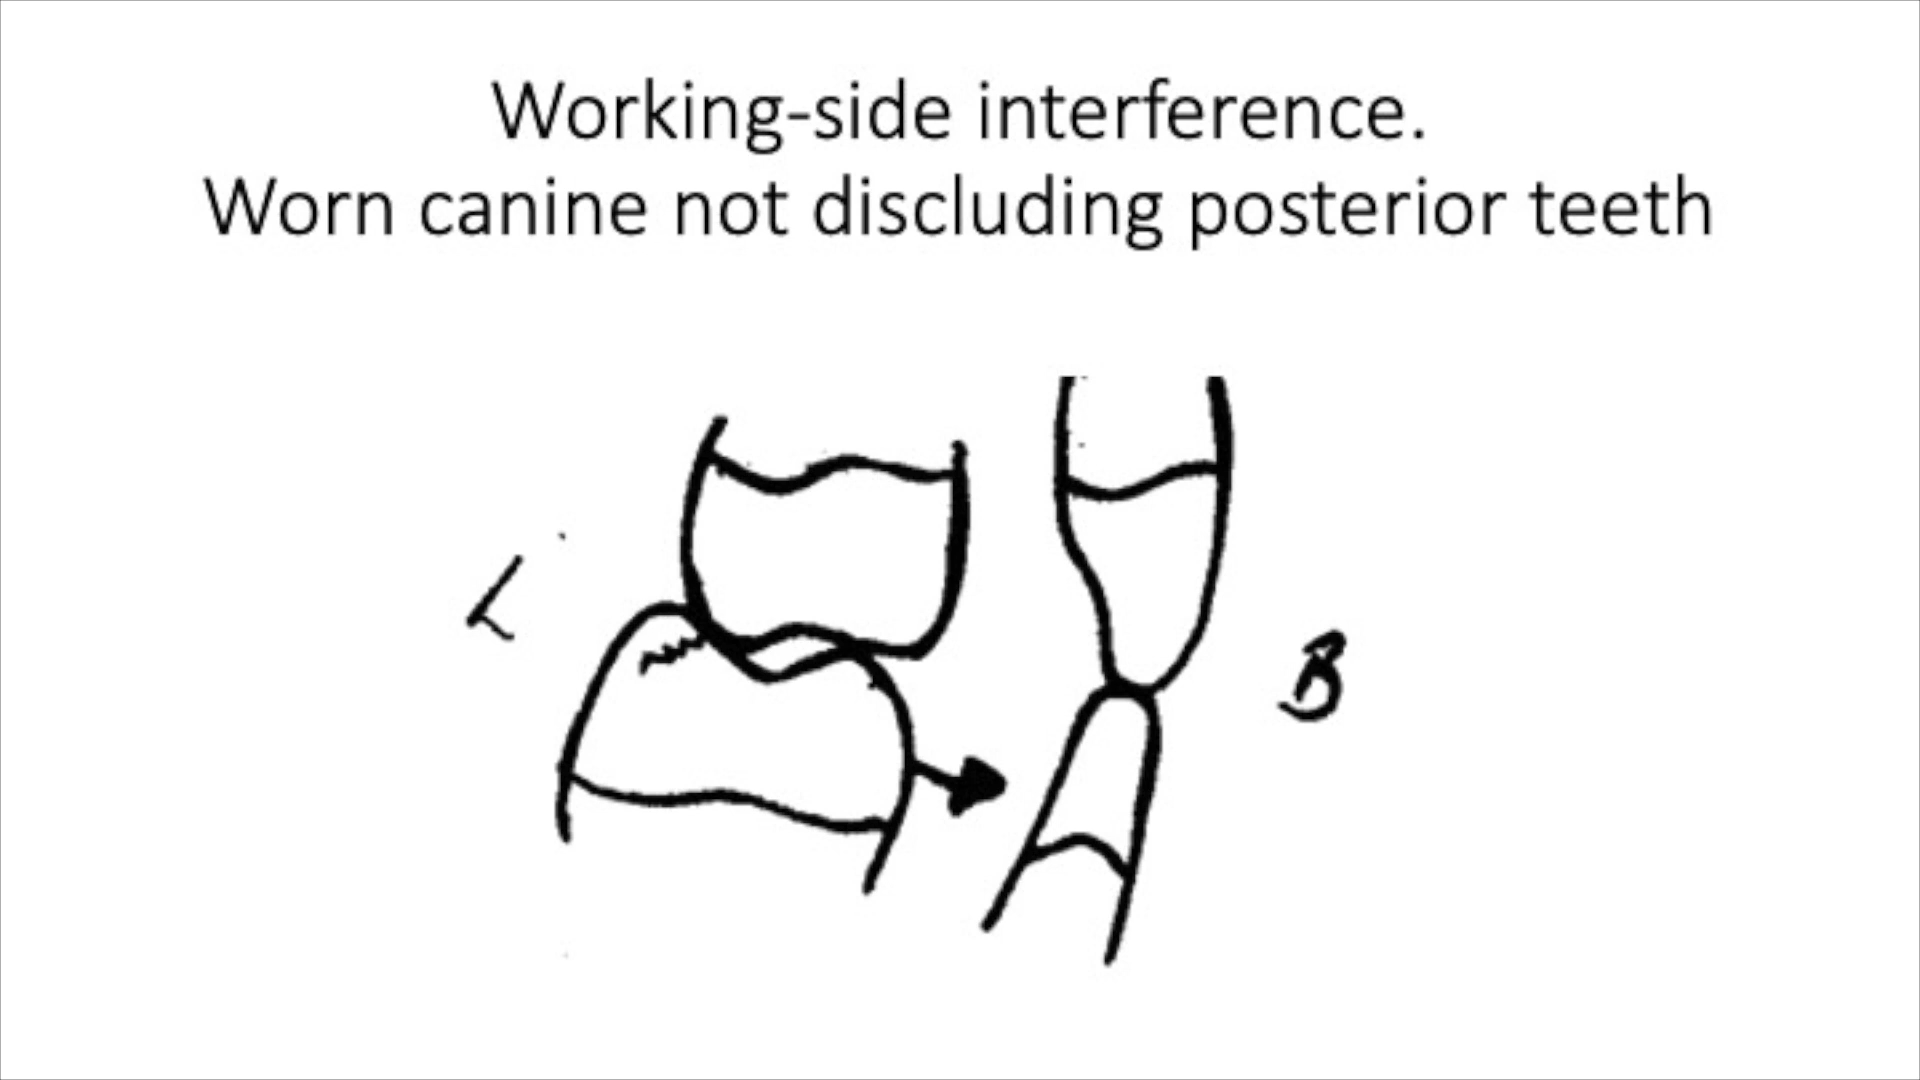 Working-side interference.
Worn canine not discluding posterior teeth
L
B